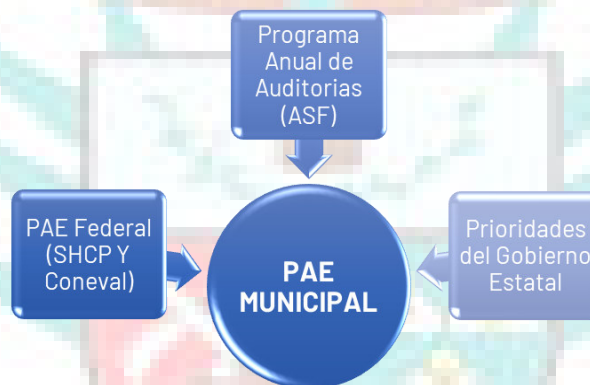 Programa
Anual de
Auditorias
(ASF)
PAE Federal
(SHCP Y
Coneval)
PAE
MUNICIPAL
Prioridades
del Gobierno
Estatal